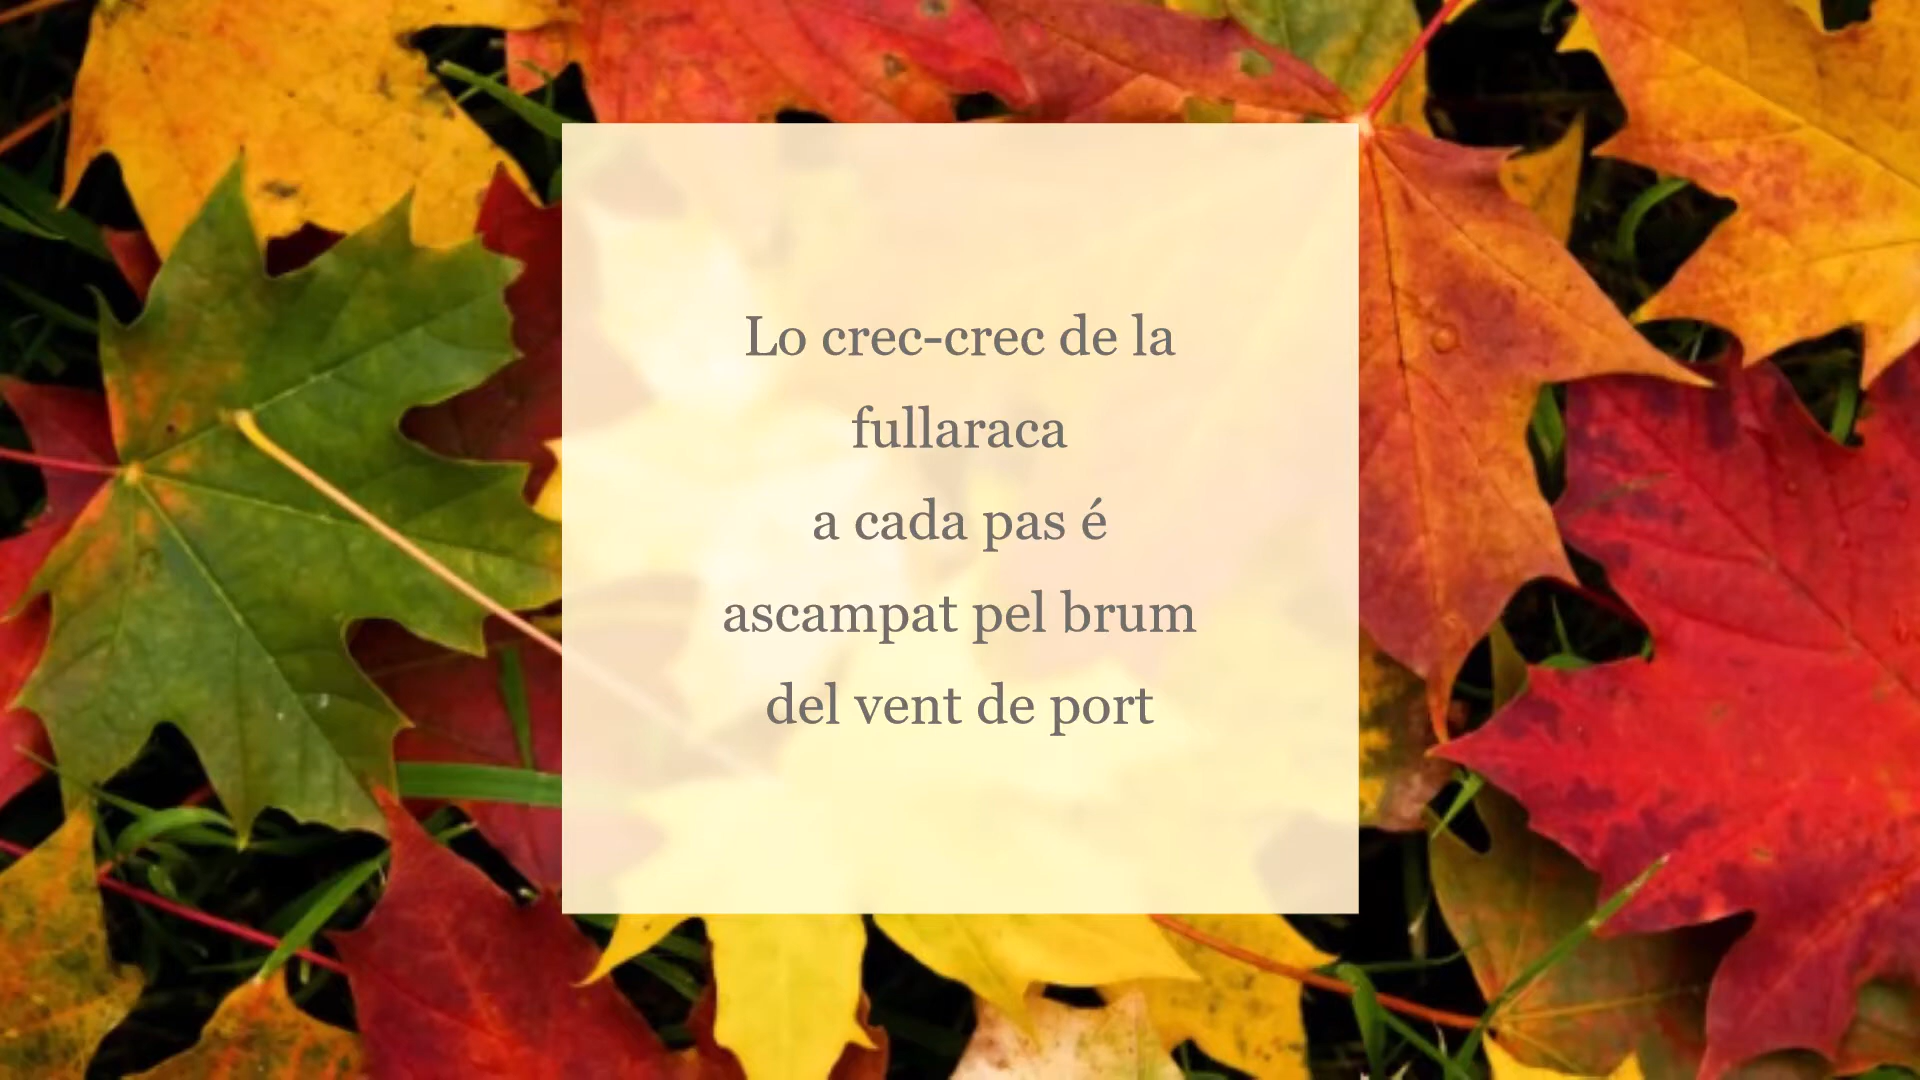 Lo crec-crec de la
fullaraca
a cada pas é
ascampat pel brum
del vent de port